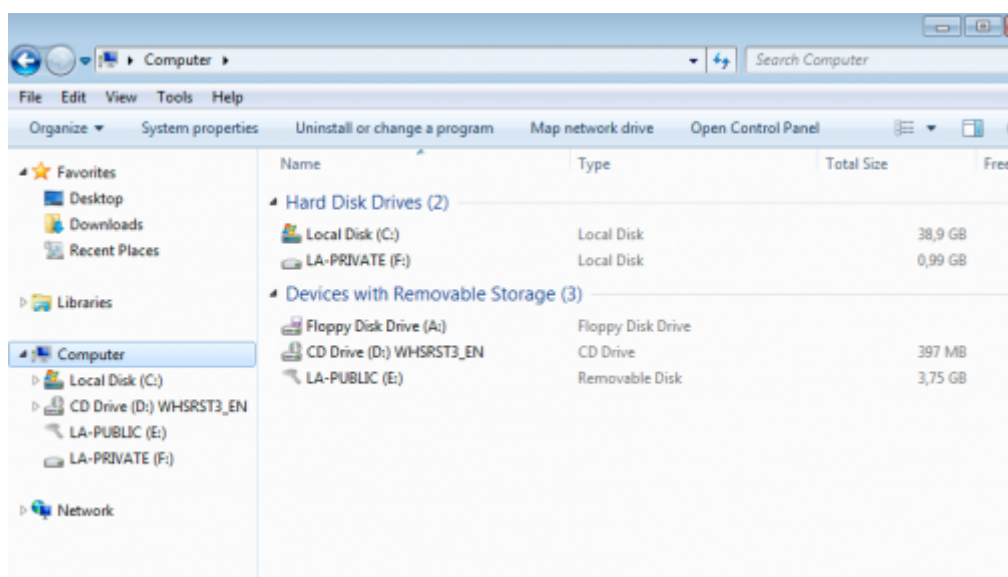 Computer
Search Computer
File Edit View Tools Help
Organize System properties Uninstall or change a program Map network drive Open Control Panel
Favorites
Desktop
Downloads
Recent Places
Libraries
Computer
Local Disk (C:)
CD Drive (D:) WHSRST3_EN
LA-PUBLIC (E:)
LA-PRIVATE (F:)
Network
Name Type Total Size Free
Hard Disk Drives (2)
Local Disk (C:) Local Disk 38,9 GB
LA-PRIVATE (F:) Local Disk 0,99 GB
Devices with Removable Storage (3)
Floppy Disk Drive (A:) Floppy Disk Drive
CD Drive (D:) WHSRST3_EN CD Drive 397 MB
LA-PUBLIC (E:) Removable Disk 3,75 GB